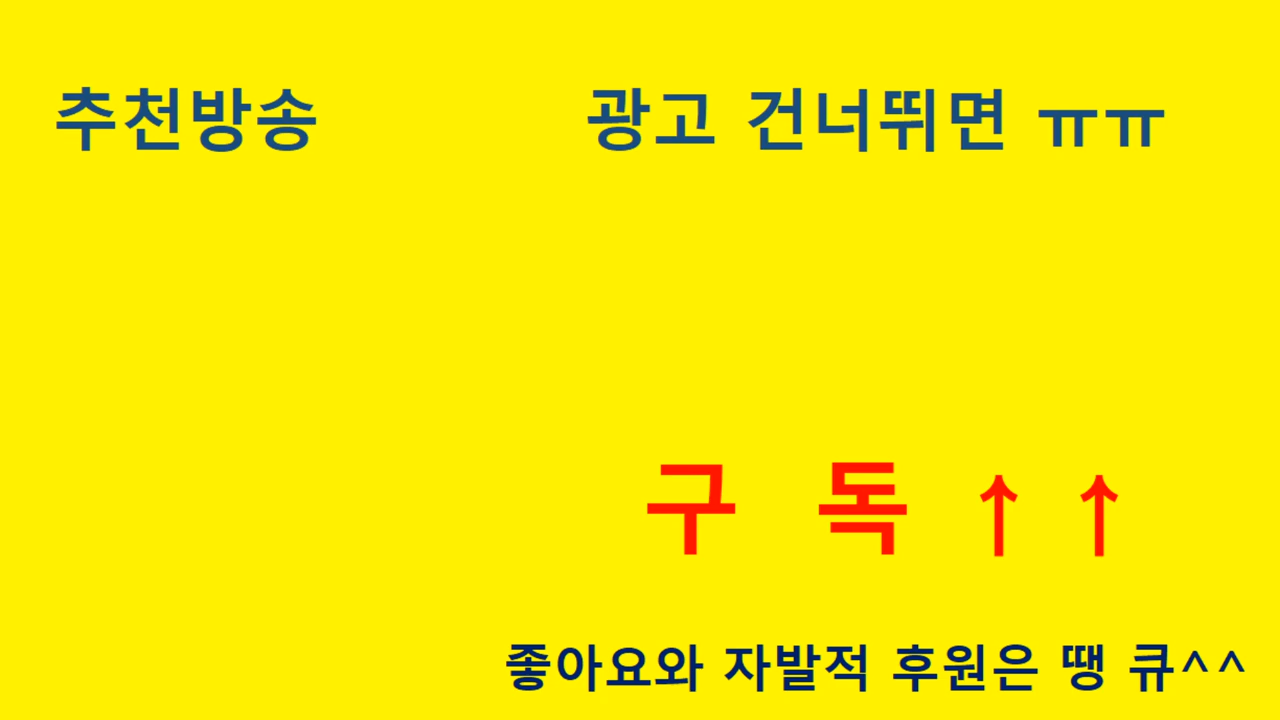 추천방송
광고 건너뛰면 ㅠㅠ
구 독 ↑ ↑
좋아요와 자발적 후원은 땡 큐^^